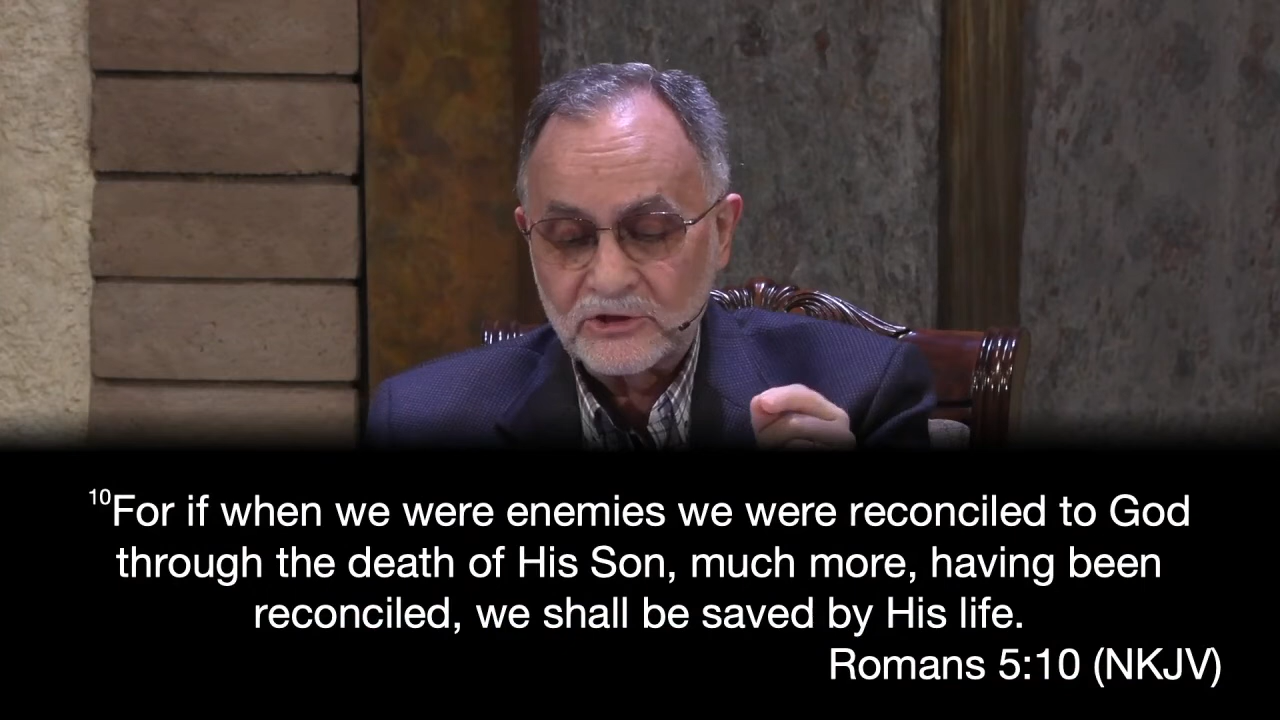 ¹⁰For if when we were enemies we were reconciled to God
through the death of His Son, much more, having been
reconciled, we shall be saved by His life.
Romans 5:10 (NKJV)